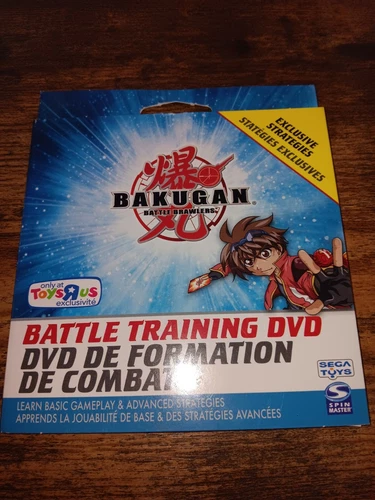 EXCLUSIVE
STRATEGIES
STATÉGIES EXCLUSIVES
爆
BAKUGAN
BATTLE BRAWLERS
丸
only at
TOYSRUS
exclusivité
BATTLE TRAINING DVD
DVD DE FORMATION
DE COMBAT
SEGA
TOYS
SPIN
MASTER
LEARN BASIC GAMEPLAY & ADVANCED STRATEGIES
APPRENDS LA JOUABILITÉ DE BASE & DES STRATÉGIES AVANCÉES